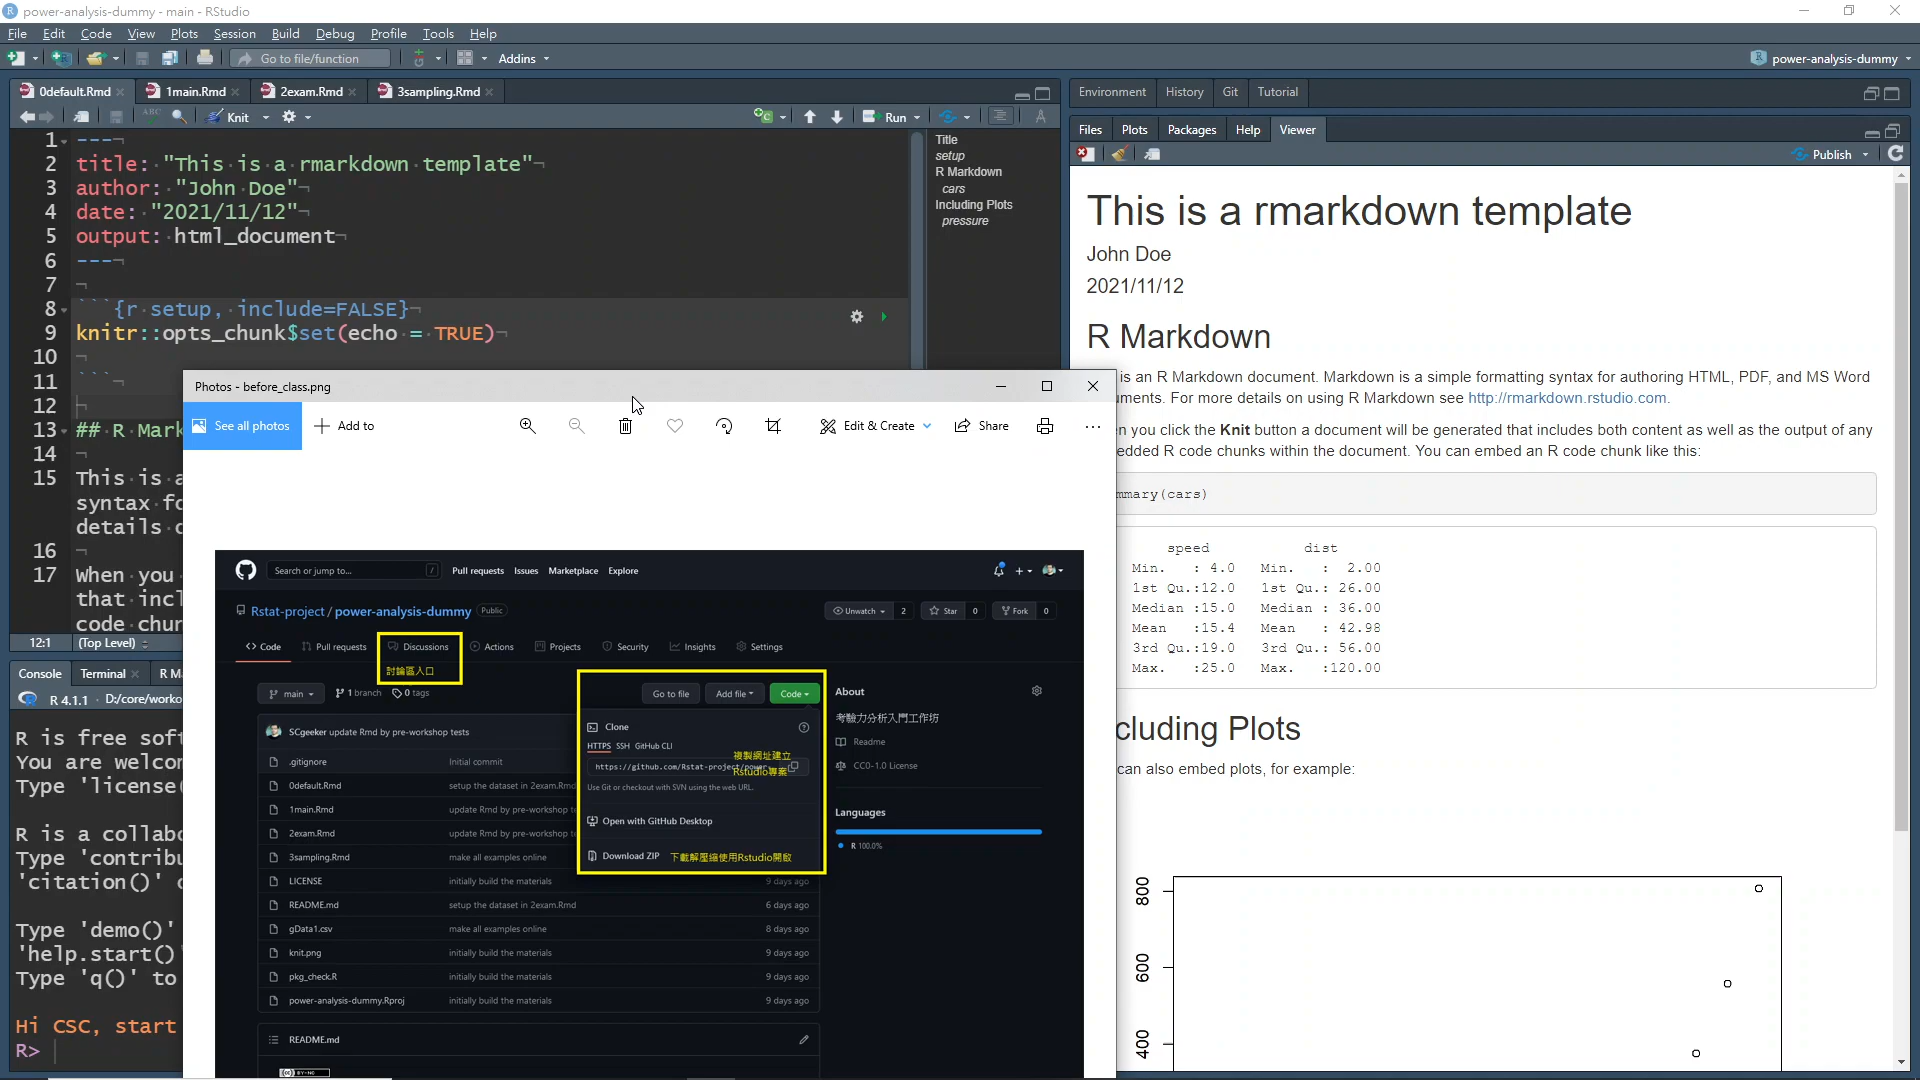 power-analysis-dummy - main - RStudio
File Edit Code View Plots Session Build Debug Profile Tools Help
Go to file/function Addins power-analysis-dummy
0default.Rmd 1main.Rmd 2exam.Rmd 3sampling.Rmd
Knit Run
1 ---
2 title: "This is a rmarkdown template"
3 author: "John Doe"
4 date: "2021/11/12"
5 output: html_document
6 ---
7
8 ```{r setup, include=FALSE}
9 knitr::opts_chunk$set(echo = TRUE)
10
11 ```
12
13 ## R Mark
14
15 This is a
syntax fo
details o
16
17 When you
that incl
code chun
12:1 (Top Level)
Title
setup
R Markdown
cars
Including Plots
pressure
Console Terminal R M
R 4.1.1 · D:/core/worko
R is free soft
You are welcom
Type 'license(
R is a collabo
Type 'contribu
'citation()' o
Type 'demo()'
'help.start()'
Type 'q()' to
Hi CSC, start
R>
Photos - before_class.png
See all photos Add to Edit & Create Share
Search or jump to... / Pull requests Issues Marketplace Explore
Rstat-project / power-analysis-dummy Public
Unwatch 2 Star 0 Fork 0
<> Code Pull requests Discussions Actions Projects Security Insights Settings
討論區入口
main 1 branch 0 tags Go to file Add file Code
SCgeeker update Rmd by pre-workshop tests
.gitignore Initial commit
0default.Rmd setup the dataset in 2exam.Rmd
1main.Rmd update Rmd by pre-workshop te
2exam.Rmd update Rmd by pre-workshop te
3sampling.Rmd make all examples online
LICENSE initially build the materials 9 days ago
README.md setup the dataset in 2exam.Rmd 6 days ago
gData1.csv make all examples online 8 days ago
knit.png initially build the materials 9 days ago
pkg_check.R initially build the materials 9 days ago
power-analysis-dummy.Rproj initially build the materials 9 days ago
README.md
(cc) BY-NC
Clone
HTTPS SSH GitHub CLI
複製網址建立
https://github.com/Rstat-project/power
Rstudio專案
Use Git or checkout with SVN using the web URL.
Open with GitHub Desktop
Download ZIP 下載解壓縮使用Rstudio開啟
About
考驗力分析入門工作坊
Readme
CC0-1.0 License
Languages
R 100.0%
Environment History Git Tutorial
Files Plots Packages Help Viewer
Publish
This is a rmarkdown template
John Doe
2021/11/12
R Markdown
is an R Markdown document. Markdown is a simple formatting syntax for authoring HTML, PDF, and MS Word
uments. For more details on using R Markdown see http://rmarkdown.rstudio.com.
n you click the Knit button a document will be generated that includes both content as well as the output of any
edded R code chunks within the document. You can embed an R code chunk like this:
mmary(cars)
speed dist
Min. : 4.0 Min. : 2.00
1st Qu.:12.0 1st Qu.: 26.00
Median :15.0 Median : 36.00
Mean :15.4 Mean : 42.98
3rd Qu.:19.0 3rd Qu.: 56.00
Max. :25.0 Max. :120.00
cluding Plots
can also embed plots, for example:
800
600
400